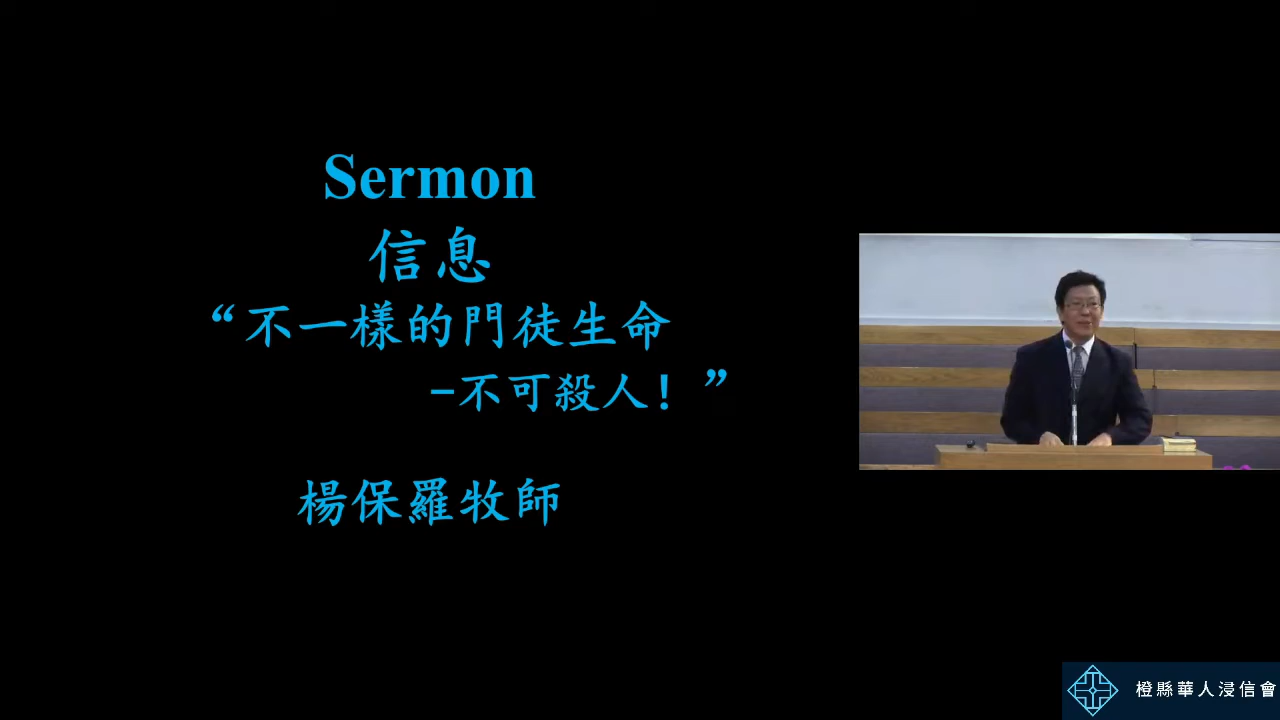 Sermon
信息
“不一樣的門徒生命
-不可殺人！”
楊保羅牧師
橙縣華人浸信會